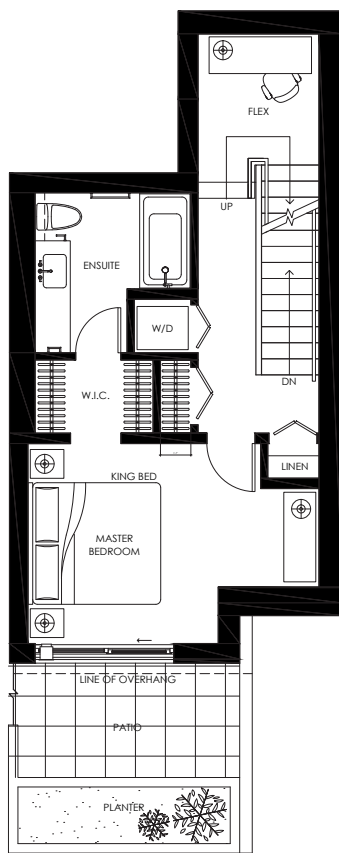 FLEX
UP
ENSUITE
W/D
DN
W.I.C.
LINEN
KING BED
MASTER
BEDROOM
LINE OF OVERHANG
PATIO
PLANTER